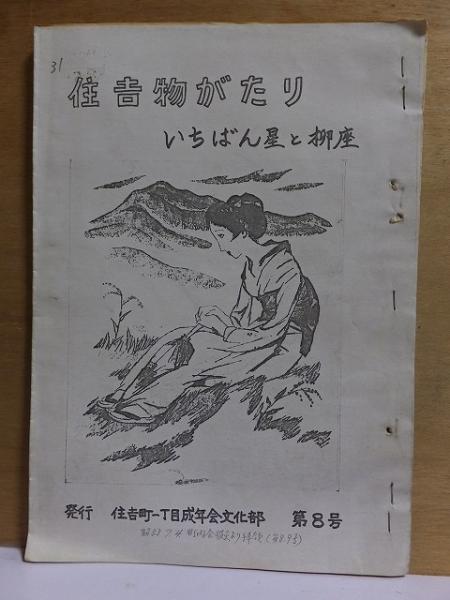 31
住吉物がたり
いちばん星と柳座
発行 住吉町一丁目成年会文化部 第8号